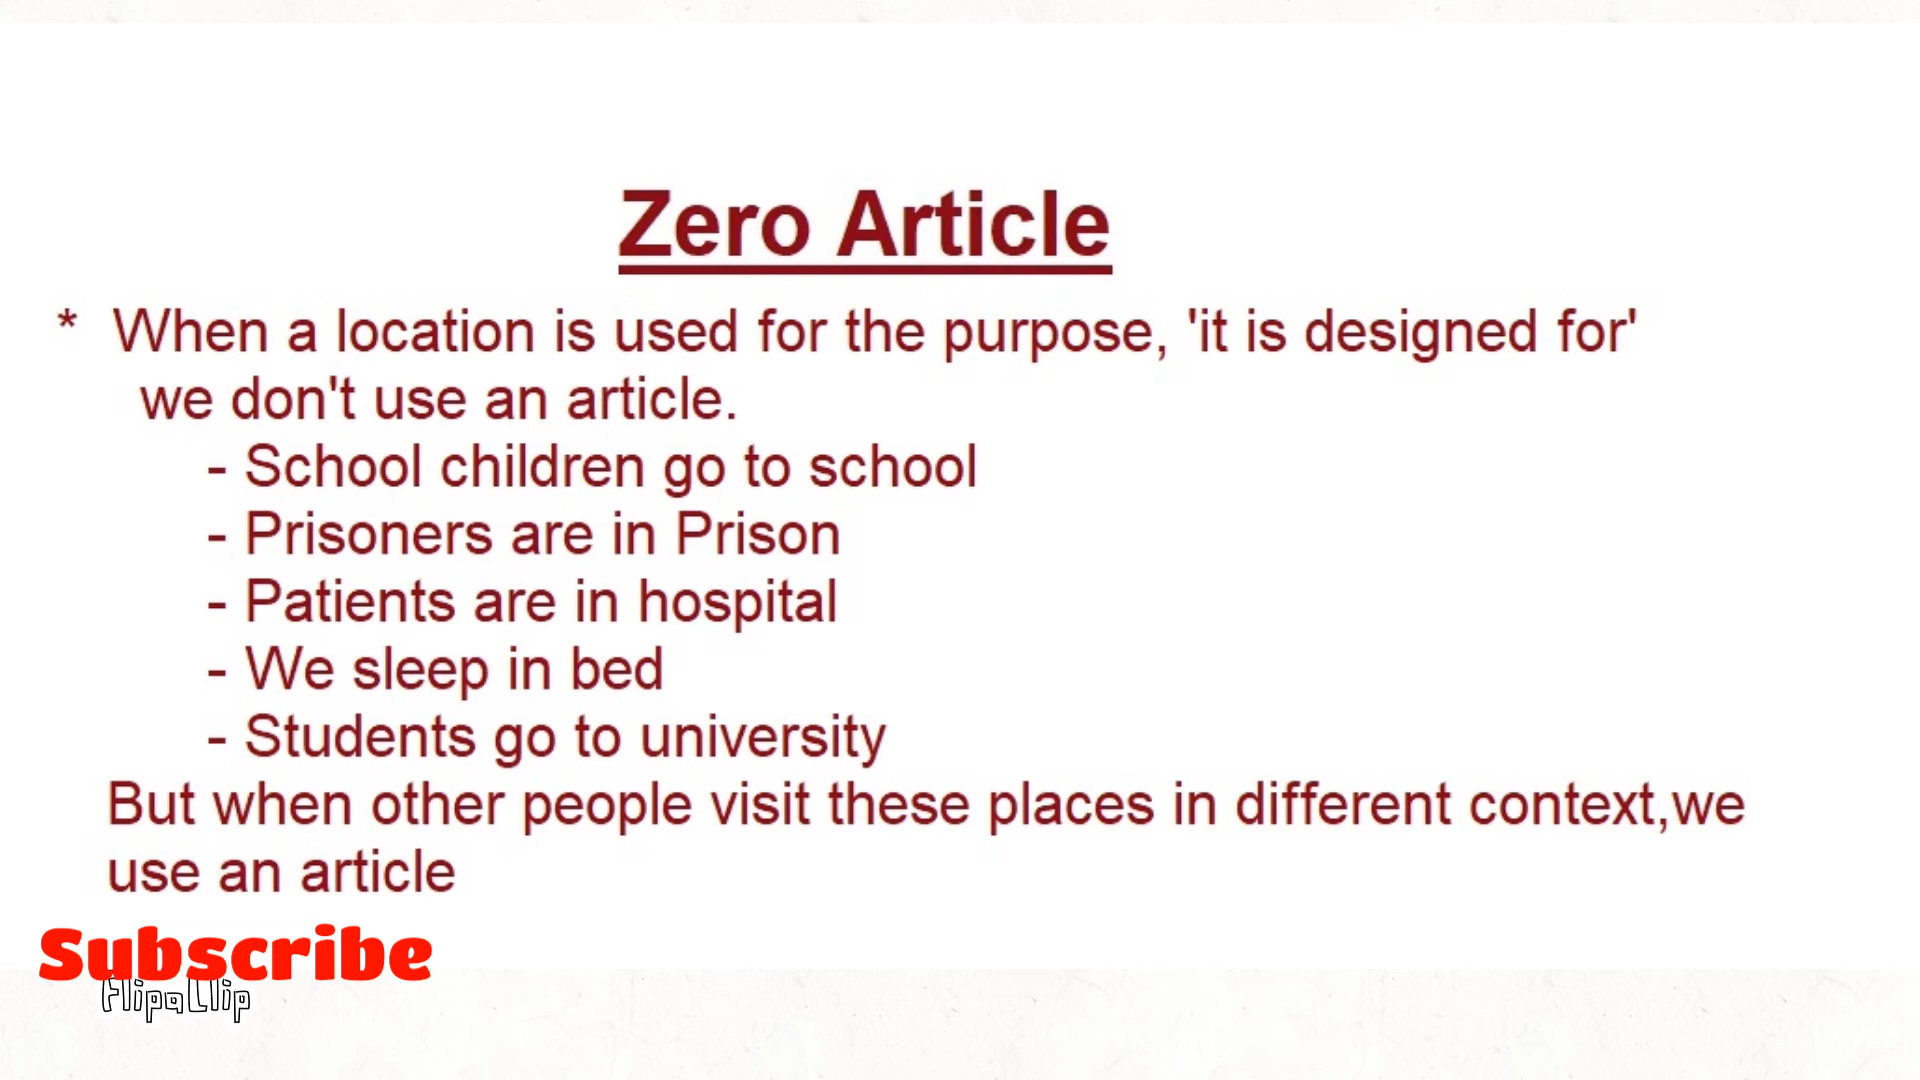 Zero Article
* When a location is used for the purpose, 'it is designed for'
we don't use an article.
- School children go to school
- Prisoners are in Prison
- Patients are in hospital
- We sleep in bed
- Students go to university
But when other people visit these places in different context,we
use an article
Subscribe
FlipaClip